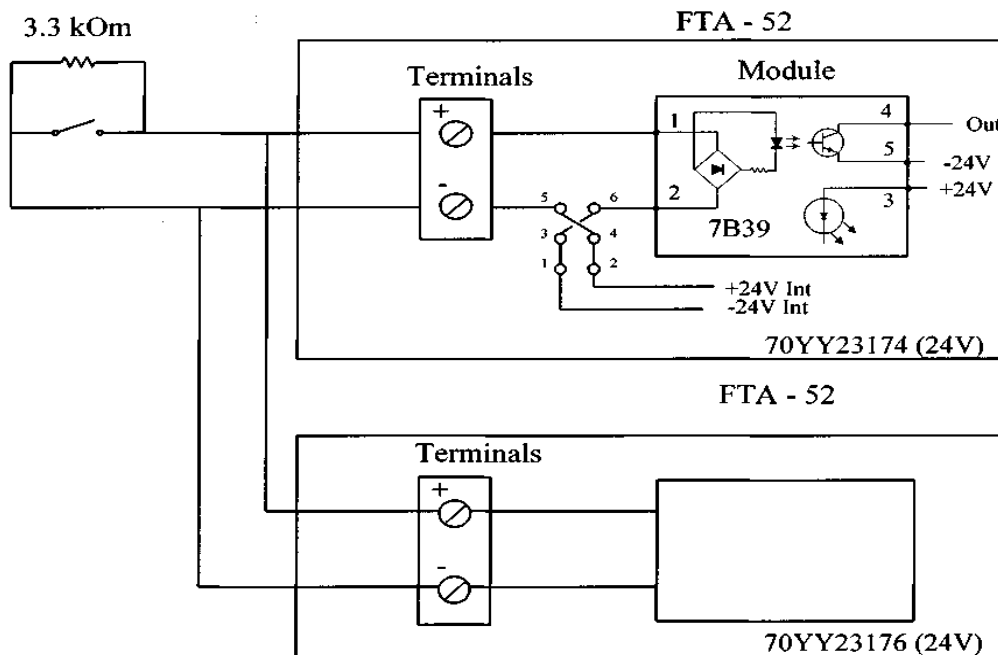 3.3 kOm
FTA - 52
Terminals
Module
+
-
1
2
4
Out
5
-24V
+24V
3
7B39
5
6
3
4
1
2
+24V Int
-24V Int
70YY23174 (24V)
FTA - 52
Terminals
+
-
70YY23176 (24V)